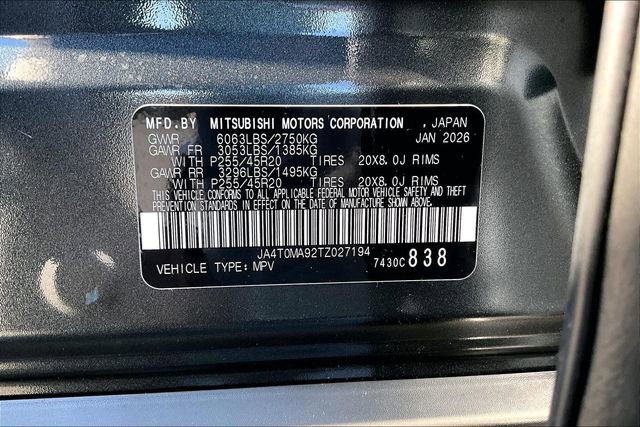 MFD.BY MITSUBISHI MOTORS CORPORATION , JAPAN
GVWR 6063LBS/2750KG JAN 2026
GAWR FR 3053LBS/1385KG
WITH P255/45R20 TIRES 20X8.0J RIMS
GAWR RR 3296LBS/1495KG
WITH P255/45R20 TIRES 20X8.0J RIMS
THIS VEHICLE CONFORMS TO ALL APPLICABLE FEDERAL MOTOR VEHICLE SAFETY AND THEFT
PREVENTION STANDARDS IN EFFECT ON THE DATE OF MANUFACTURE SHOWN ABOVE.
JA4T0MA92TZ027194
VEHICLE TYPE: MPV 7430C 838